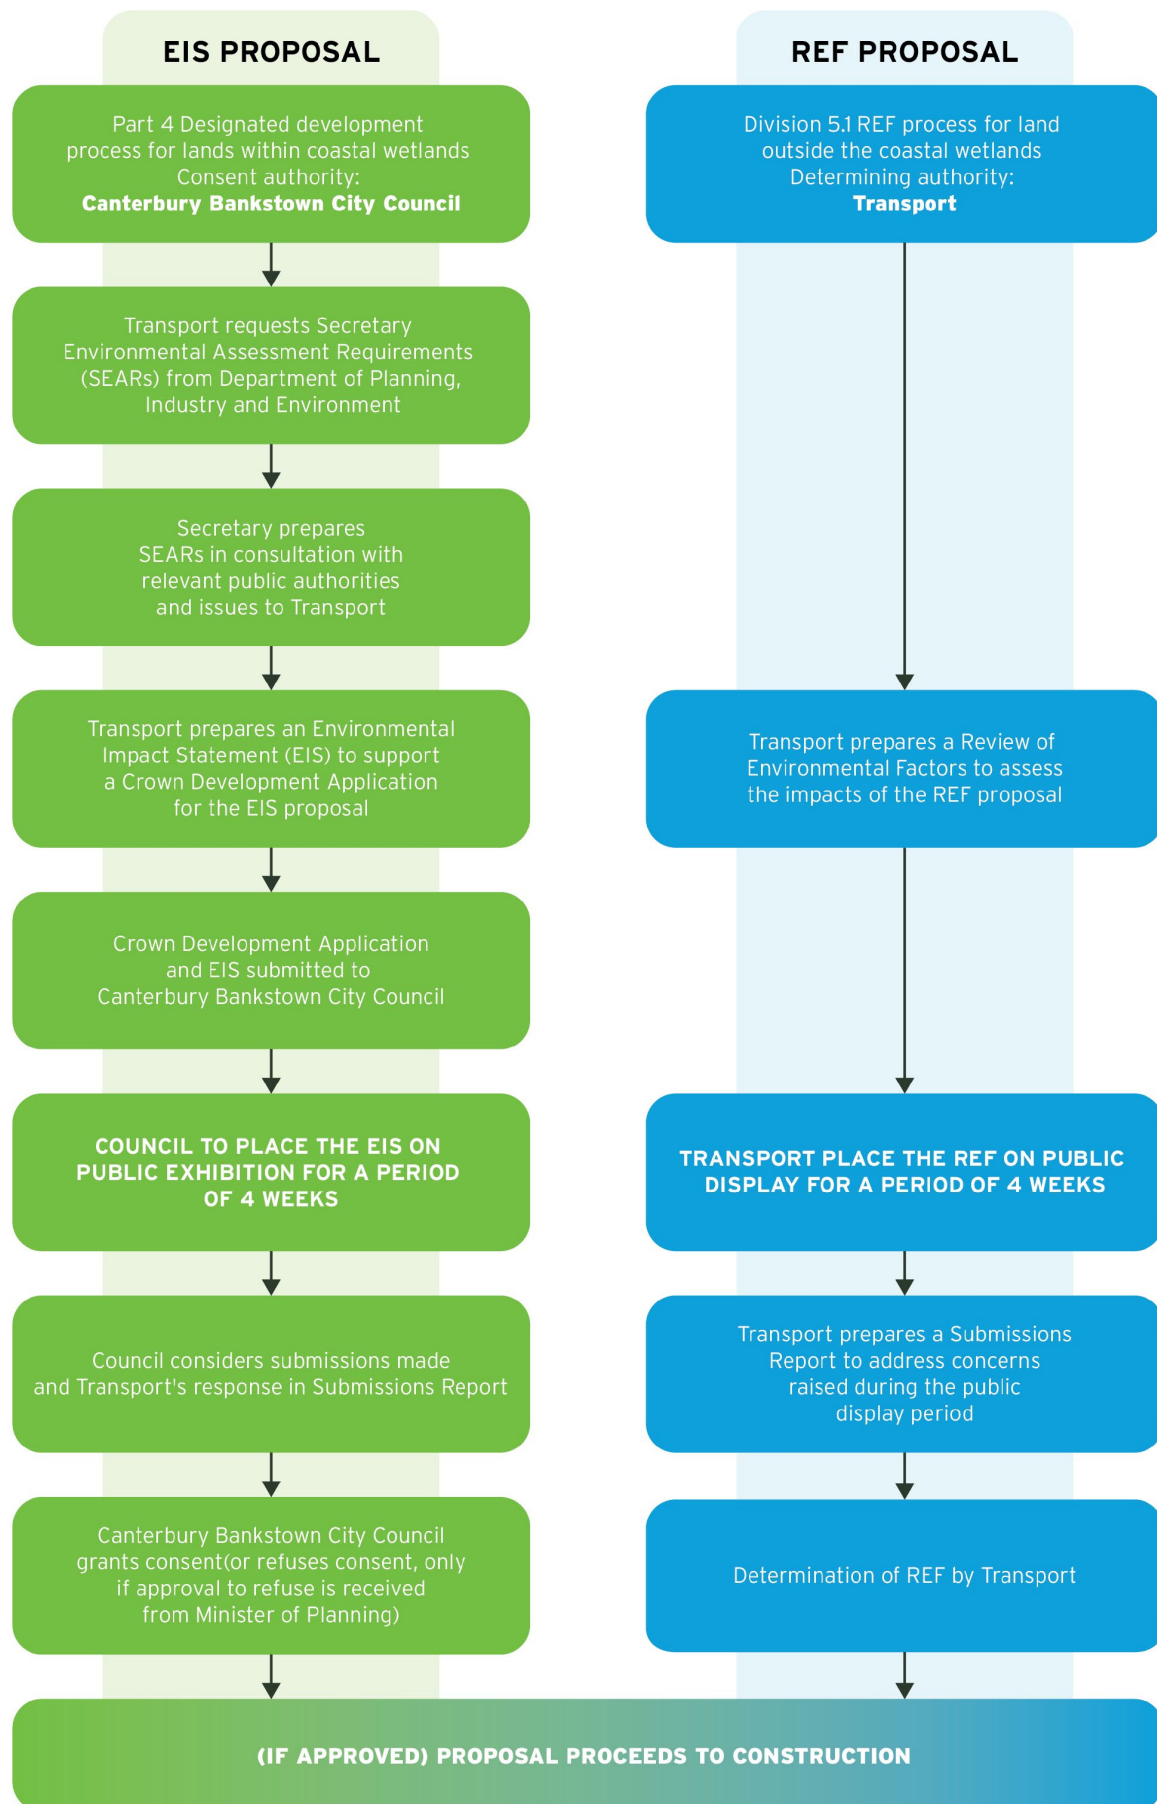 EIS PROPOSAL
Part 4 Designated development
process for lands within coastal wetlands
Consent authority:
Canterbury Bankstown City Council
Transport requests Secretary
Environmental Assessment Requirements
(SEARs) from Department of Planning,
Industry and Environment
Secretary prepares
SEARs in consultation with
relevant public authorities
and issues to Transport
Transport prepares an Environmental
Impact Statement (EIS) to support
a Crown Development Application
for the EIS proposal
Crown Development Application
and EIS submitted to
Canterbury Bankstown City Council
COUNCIL TO PLACE THE EIS ON
PUBLIC EXHIBITION FOR A PERIOD
OF 4 WEEKS
Council considers submissions made
and Transport's response in Submissions Report
Canterbury Bankstown City Council
grants consent(or refuses consent, only
if approval to refuse is received
from Minister of Planning)
REF PROPOSAL
Division 5.1 REF process for land
outside the coastal wetlands
Determining authority:
Transport
Transport prepares a Review of
Environmental Factors to assess
the impacts of the REF proposal
TRANSPORT PLACE THE REF ON PUBLIC
DISPLAY FOR A PERIOD OF 4 WEEKS
Transport prepares a Submissions
Report to address concerns
raised during the public
display period
Determination of REF by Transport
(IF APPROVED) PROPOSAL PROCEEDS TO CONSTRUCTION